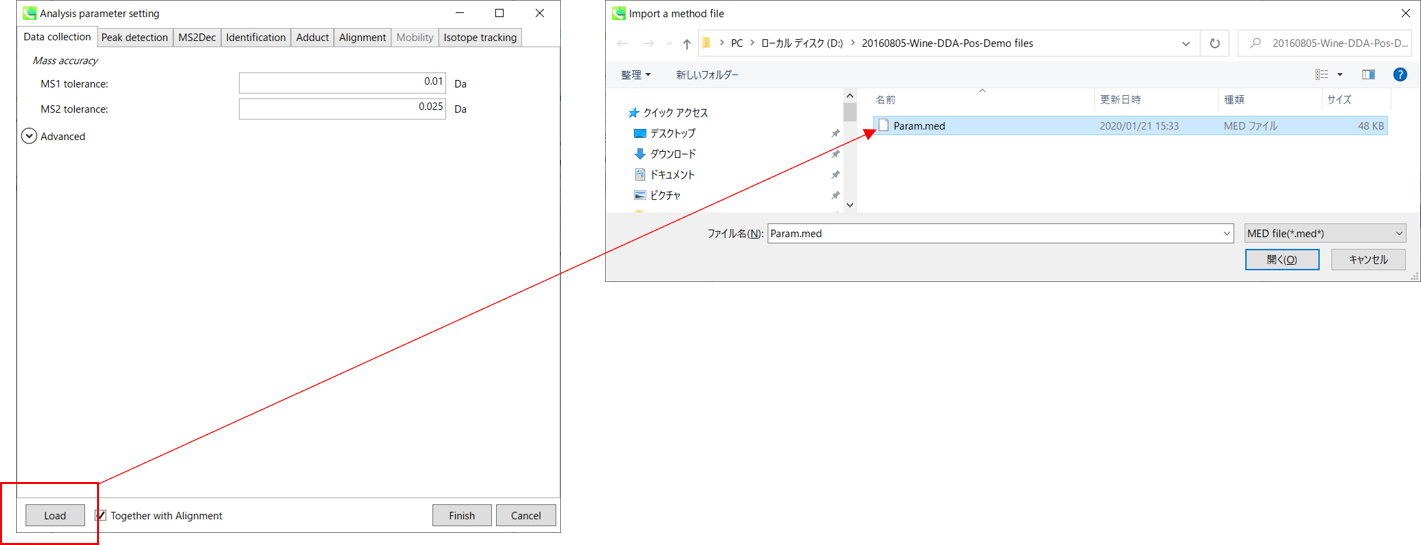 Analysis parameter setting
Data collection Peak detection MS2Dec Identification Adduct Alignment Mobility Isotope tracking
Mass accuracy
MS1 tolerance: 0.01 Da
MS2 tolerance: 0.025 Da
Advanced
Load Together with Alignment Finish Cancel
Import a method file
PC ローカル ディスク (D:) 20160805-Wine-DDA-Pos-Demo files 20160805-Wine-DDA-Pos-D...
整理 新しいフォルダー
クイック アクセス
デスクトップ
ダウンロード
ドキュメント
ピクチャ
名前 更新日時 種類 サイズ
Param.med 2020/01/21 15:33 MED ファイル 48 KB
ファイル名(N): Param.med MED file(*.med*)
開く(O) キャンセル